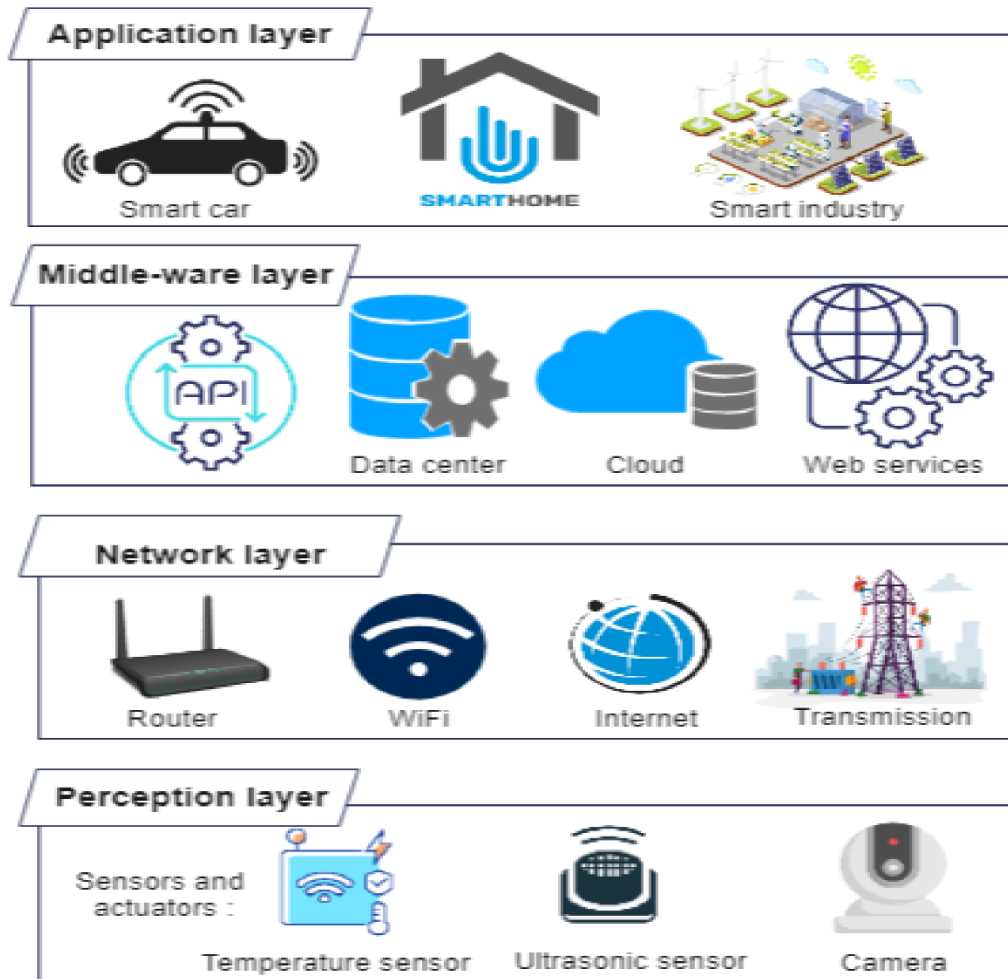 Application layer
Smart car
SMARTHOME
Smart industry
Middle-ware layer
API
Data center
Cloud
Web services
Network layer
Router
WiFi
Internet
Transmission
Perception layer
Sensors and
actuators :
Temperature sensor
Ultrasonic sensor
Camera